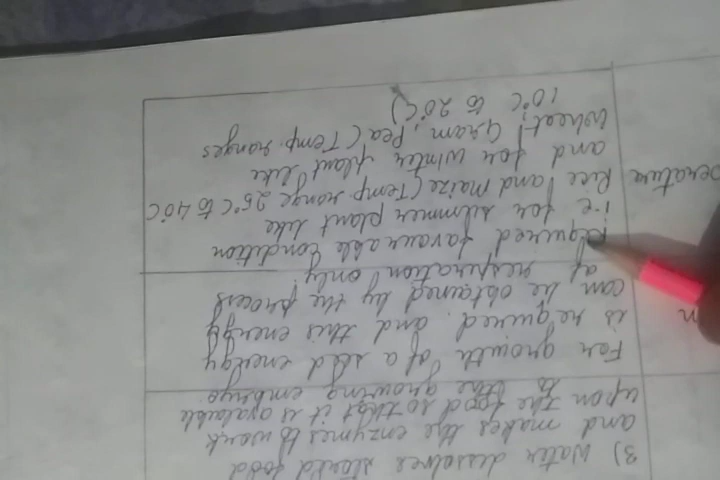 3) Water dissolves stored food
and makes the enzymes to work
upon the food so that it is available
to the growing embryo.
For growth of a seed energy
is required and this energy
can be obtained by the process
of respiration only
n
Required favourable condition
i.e for summer plant like
perature Rice and maize (Temp. range 25°C to 40°C
and for winter plant like
Wheat, Gram, Pea (Temp. ranges
10°C to 20°C)